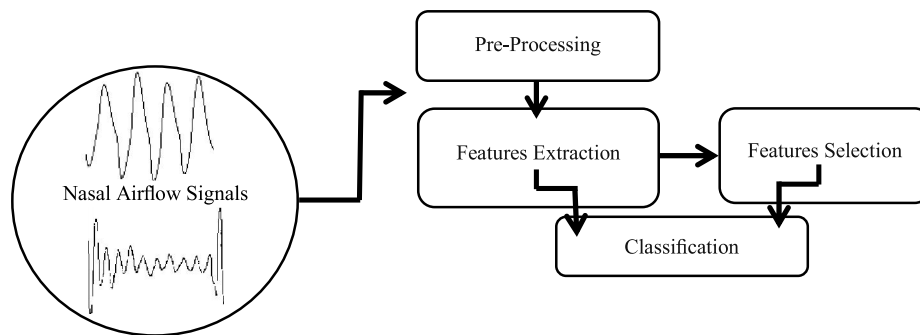 Pre-Processing
Nasal Airflow Signals
Features Extraction
Features Selection
Classification